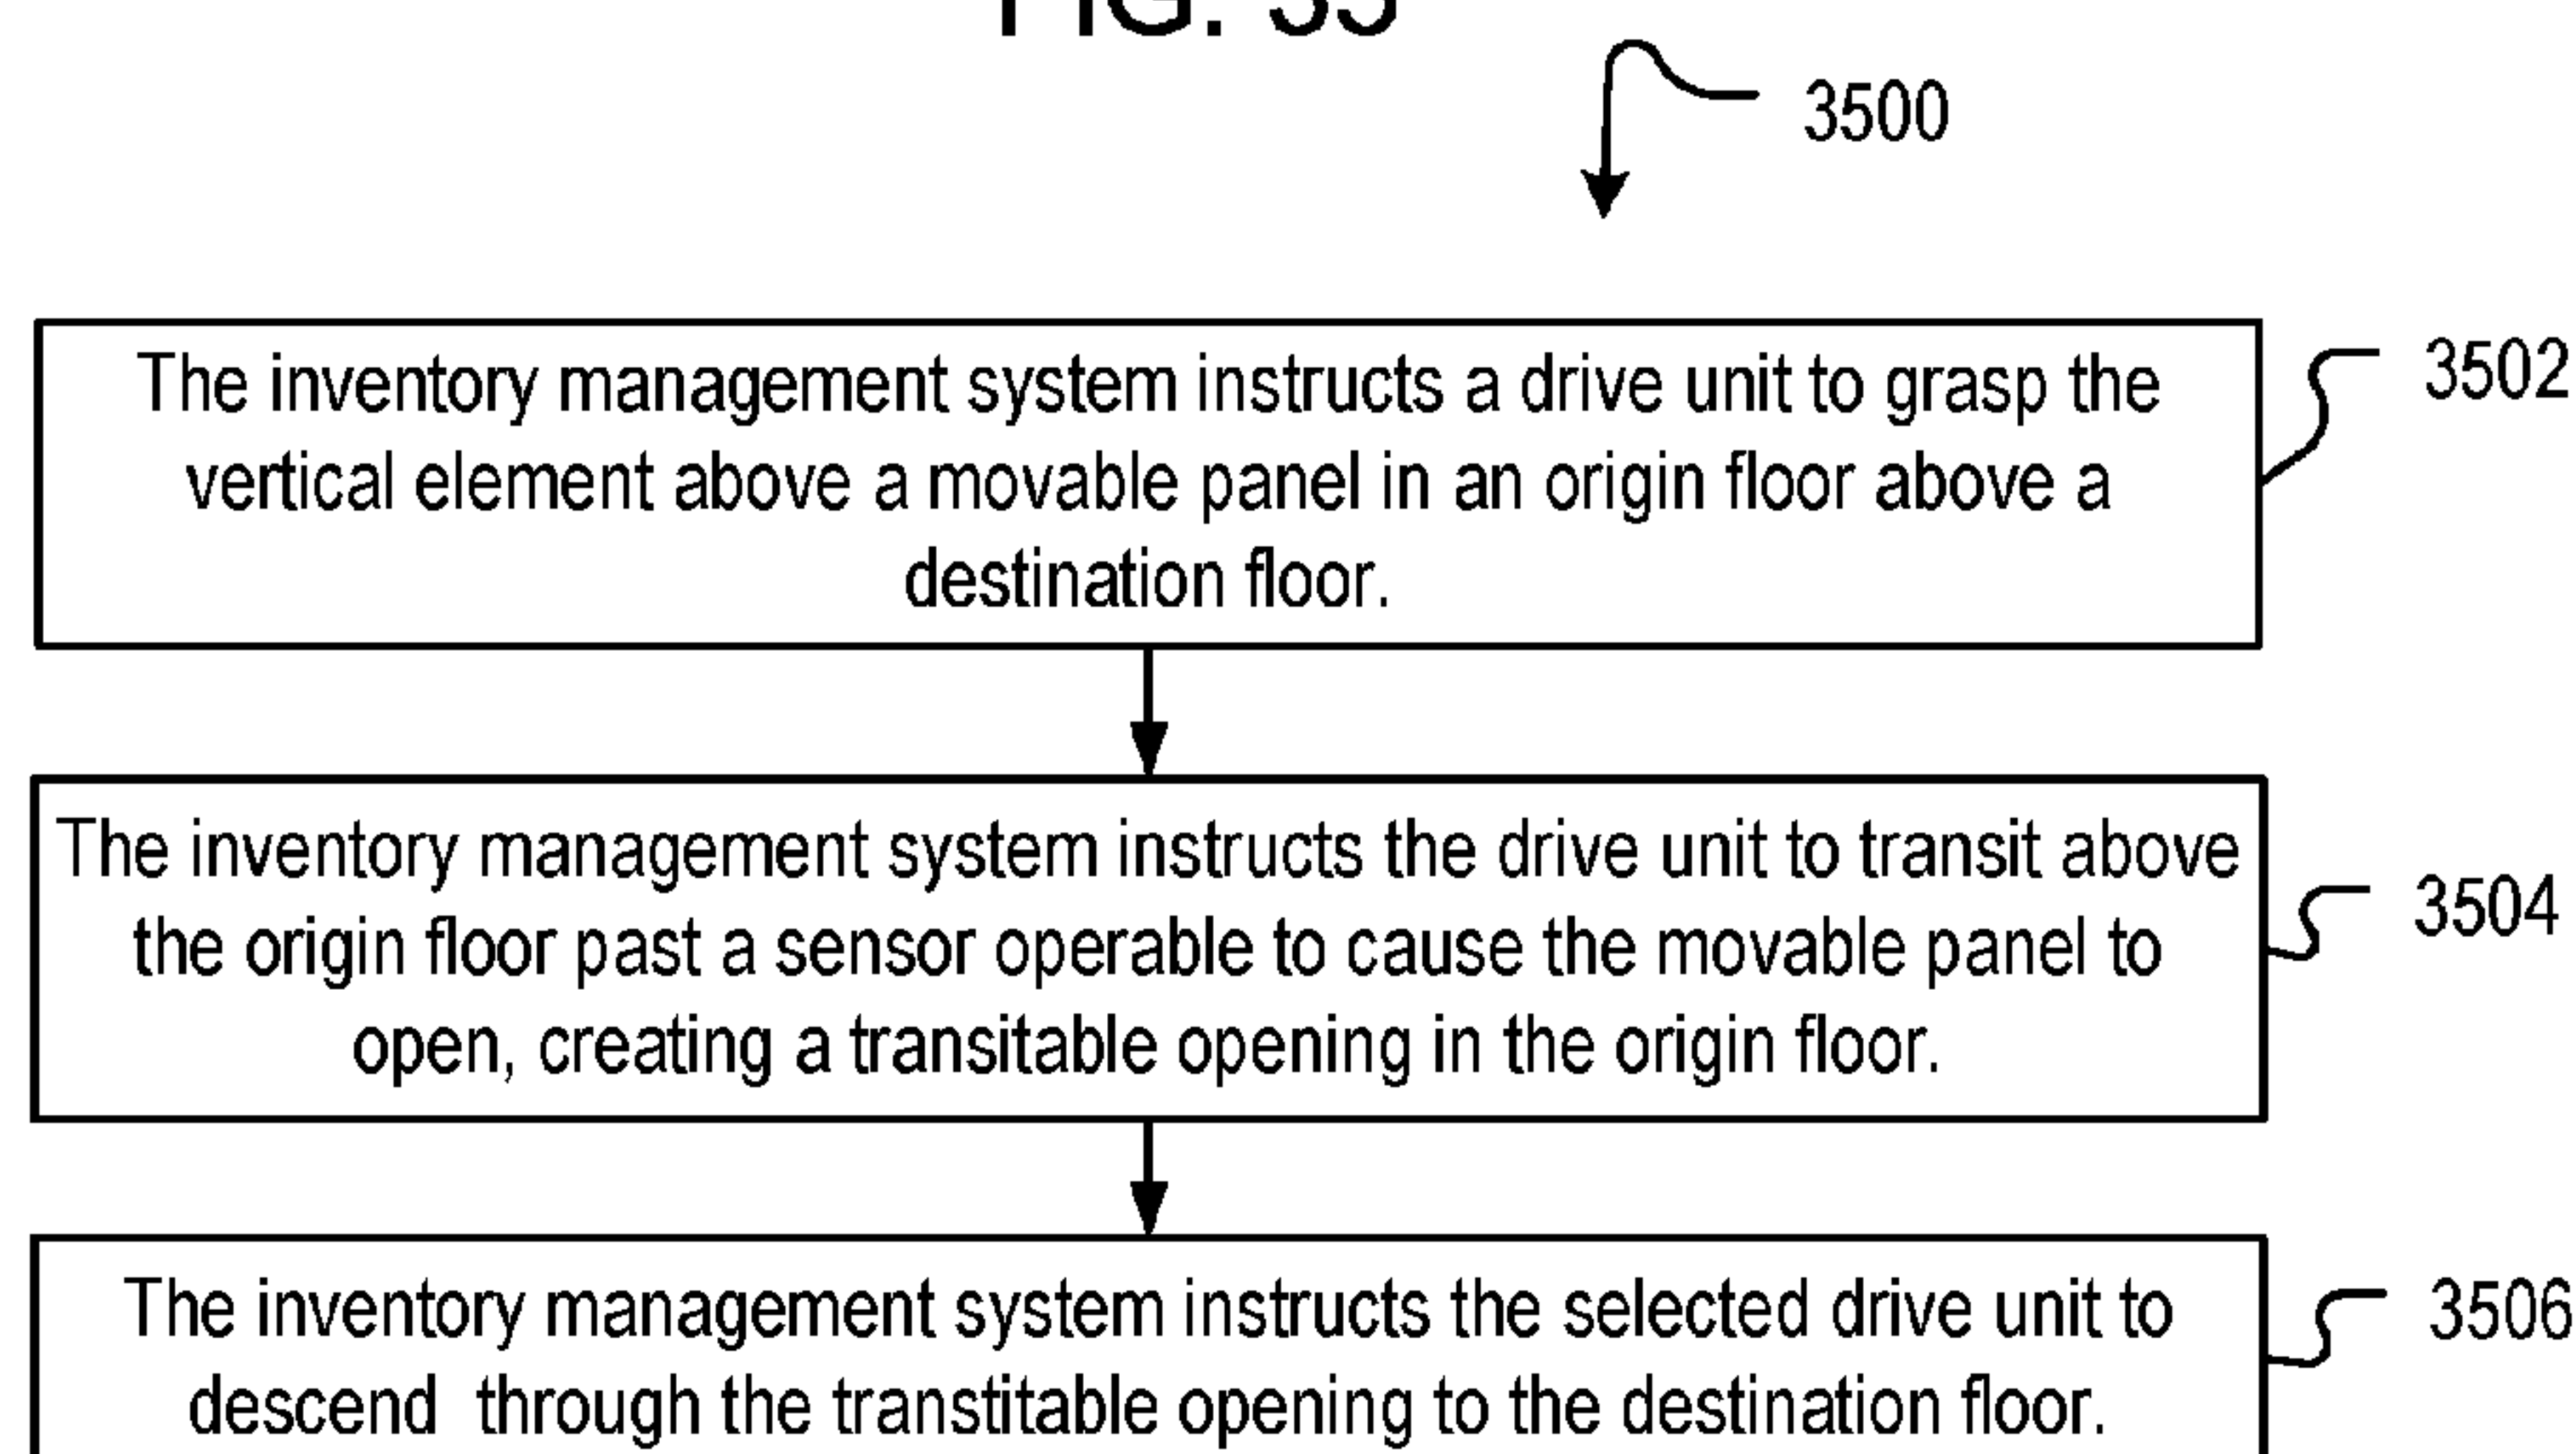 FIG. 35
3500
The inventory management system instructs a drive unit to grasp the
vertical element above a movable panel in an origin floor above a
destination floor.
3502
The inventory management system instructs the drive unit to transit above
the origin floor past a sensor operable to cause the movable panel to
open, creating a transitable opening in the origin floor.
3504
The inventory management system instructs the selected drive unit to
descend through the transtitable opening to the destination floor.
3506